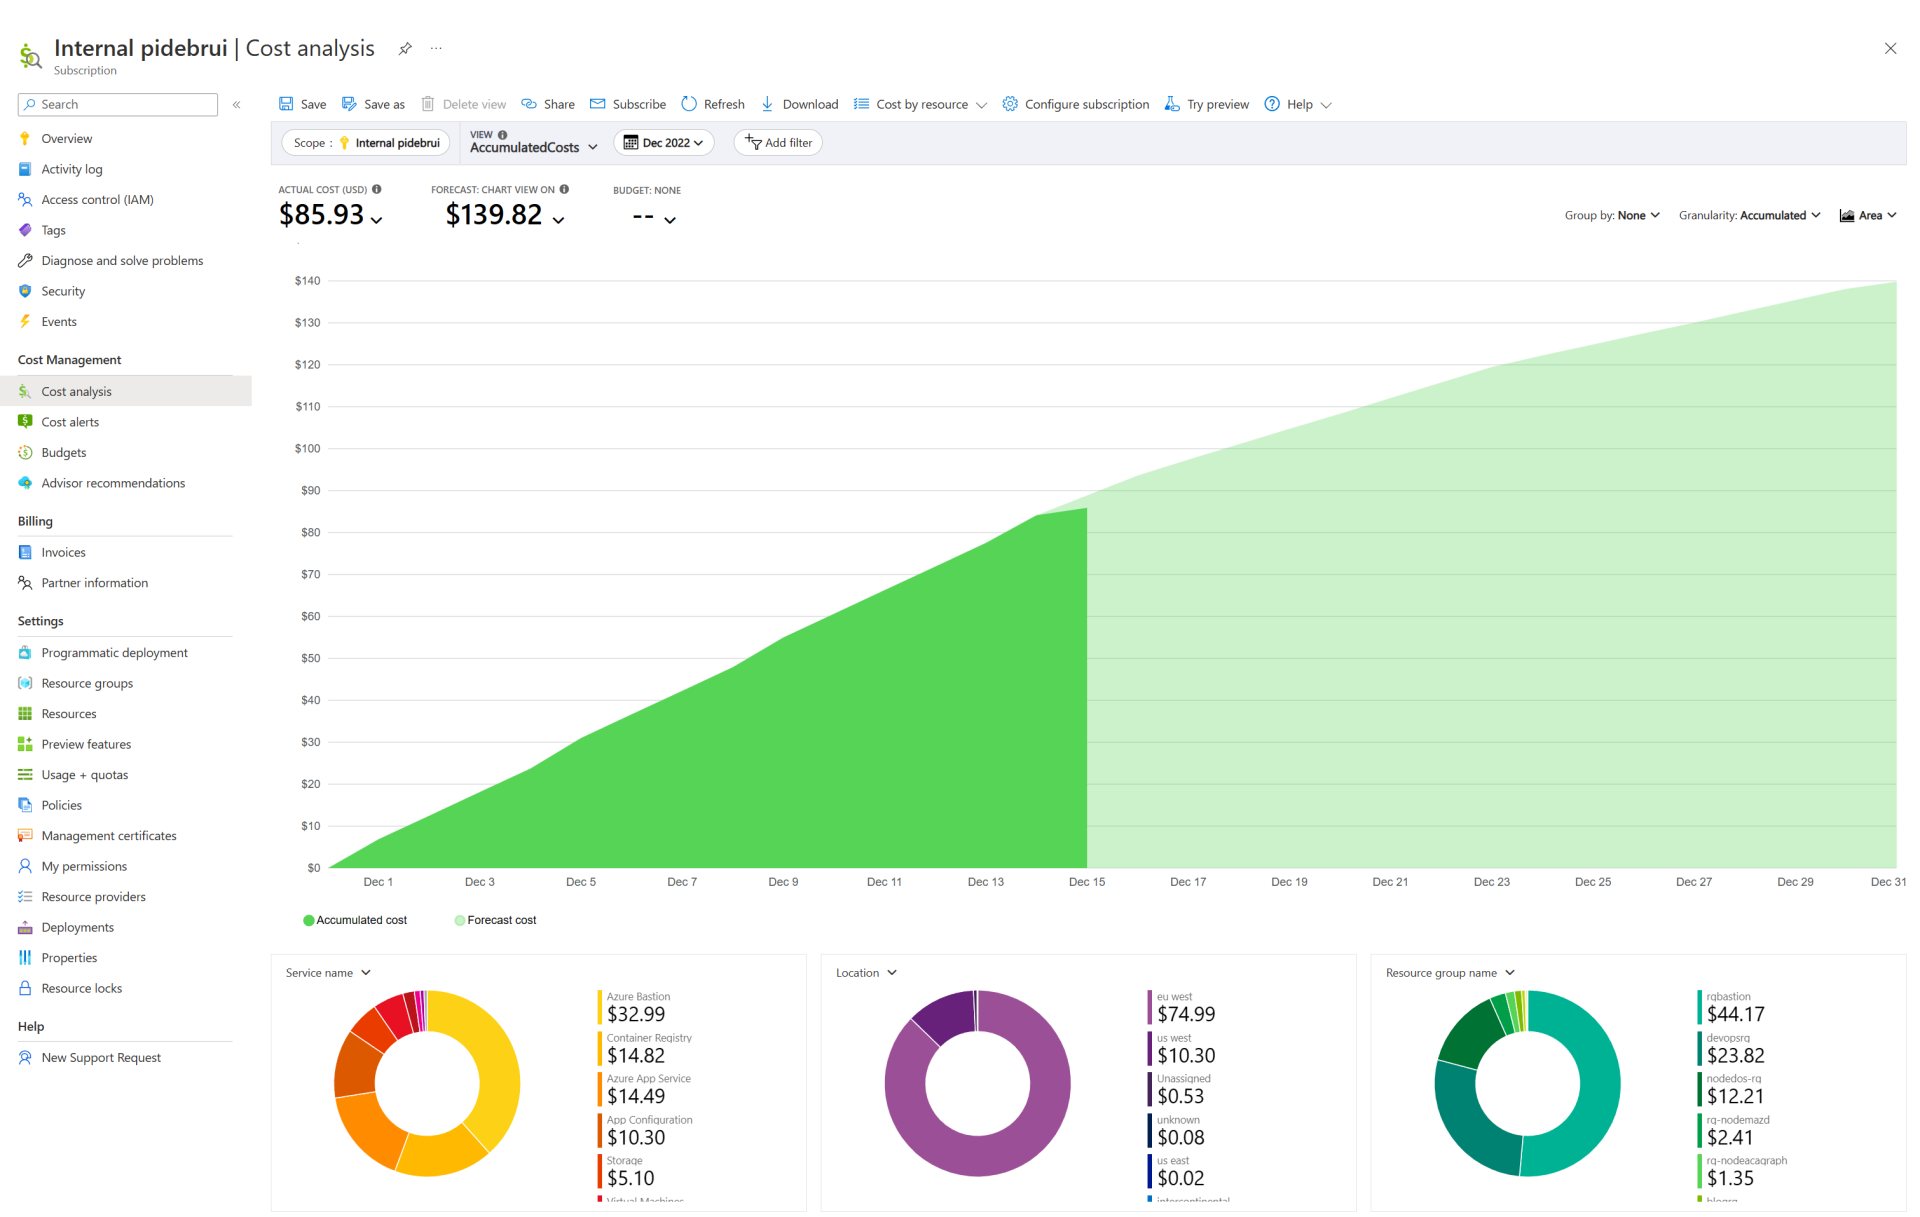 Internal pidebrui | Cost analysis
Subscription
Search
Overview
Activity log
Access control (IAM)
Tags
Diagnose and solve problems
Security
Events
Cost Management
Cost analysis
Cost alerts
Budgets
Advisor recommendations
Billing
Invoices
Partner information
Settings
Programmatic deployment
Resource groups
Resources
Preview features
Usage + quotas
Policies
Management certificates
My permissions
Resource providers
Deployments
Properties
Resource locks
Help
New Support Request
Save Save as Delete view Share Subscribe Refresh Download Cost by resource Configure subscription Try preview Help
Scope : Internal pidebrui
VIEW
AccumulatedCosts
Dec 2022
Add filter
ACTUAL COST (USD)
$85.93
FORECAST: CHART VIEW ON
$139.82
BUDGET: NONE
--
Group by: None Granularity: Accumulated Area
$140
$130
$120
$110
$100
$90
$80
$70
$60
$50
$40
$30
$20
$10
$0
Dec 1 Dec 3 Dec 5 Dec 7 Dec 9 Dec 11 Dec 13 Dec 15 Dec 17 Dec 19 Dec 21 Dec 23 Dec 25 Dec 27 Dec 29 Dec 31
Accumulated cost Forecast cost
Service name
Azure Bastion
$32.99
Container Registry
$14.82
Azure App Service
$14.49
App Configuration
$10.30
Storage
$5.10
Virtual Machines
Location
eu west
$74.99
us west
$10.30
Unassigned
$0.53
unknown
$0.08
us east
$0.02
intercontinental
Resource group name
rgbastion
$44.17
devopsrg
$23.82
nodedos-rg
$12.21
rg-nodemazd
$2.41
rg-nodeacagraph
$1.35
blogrg